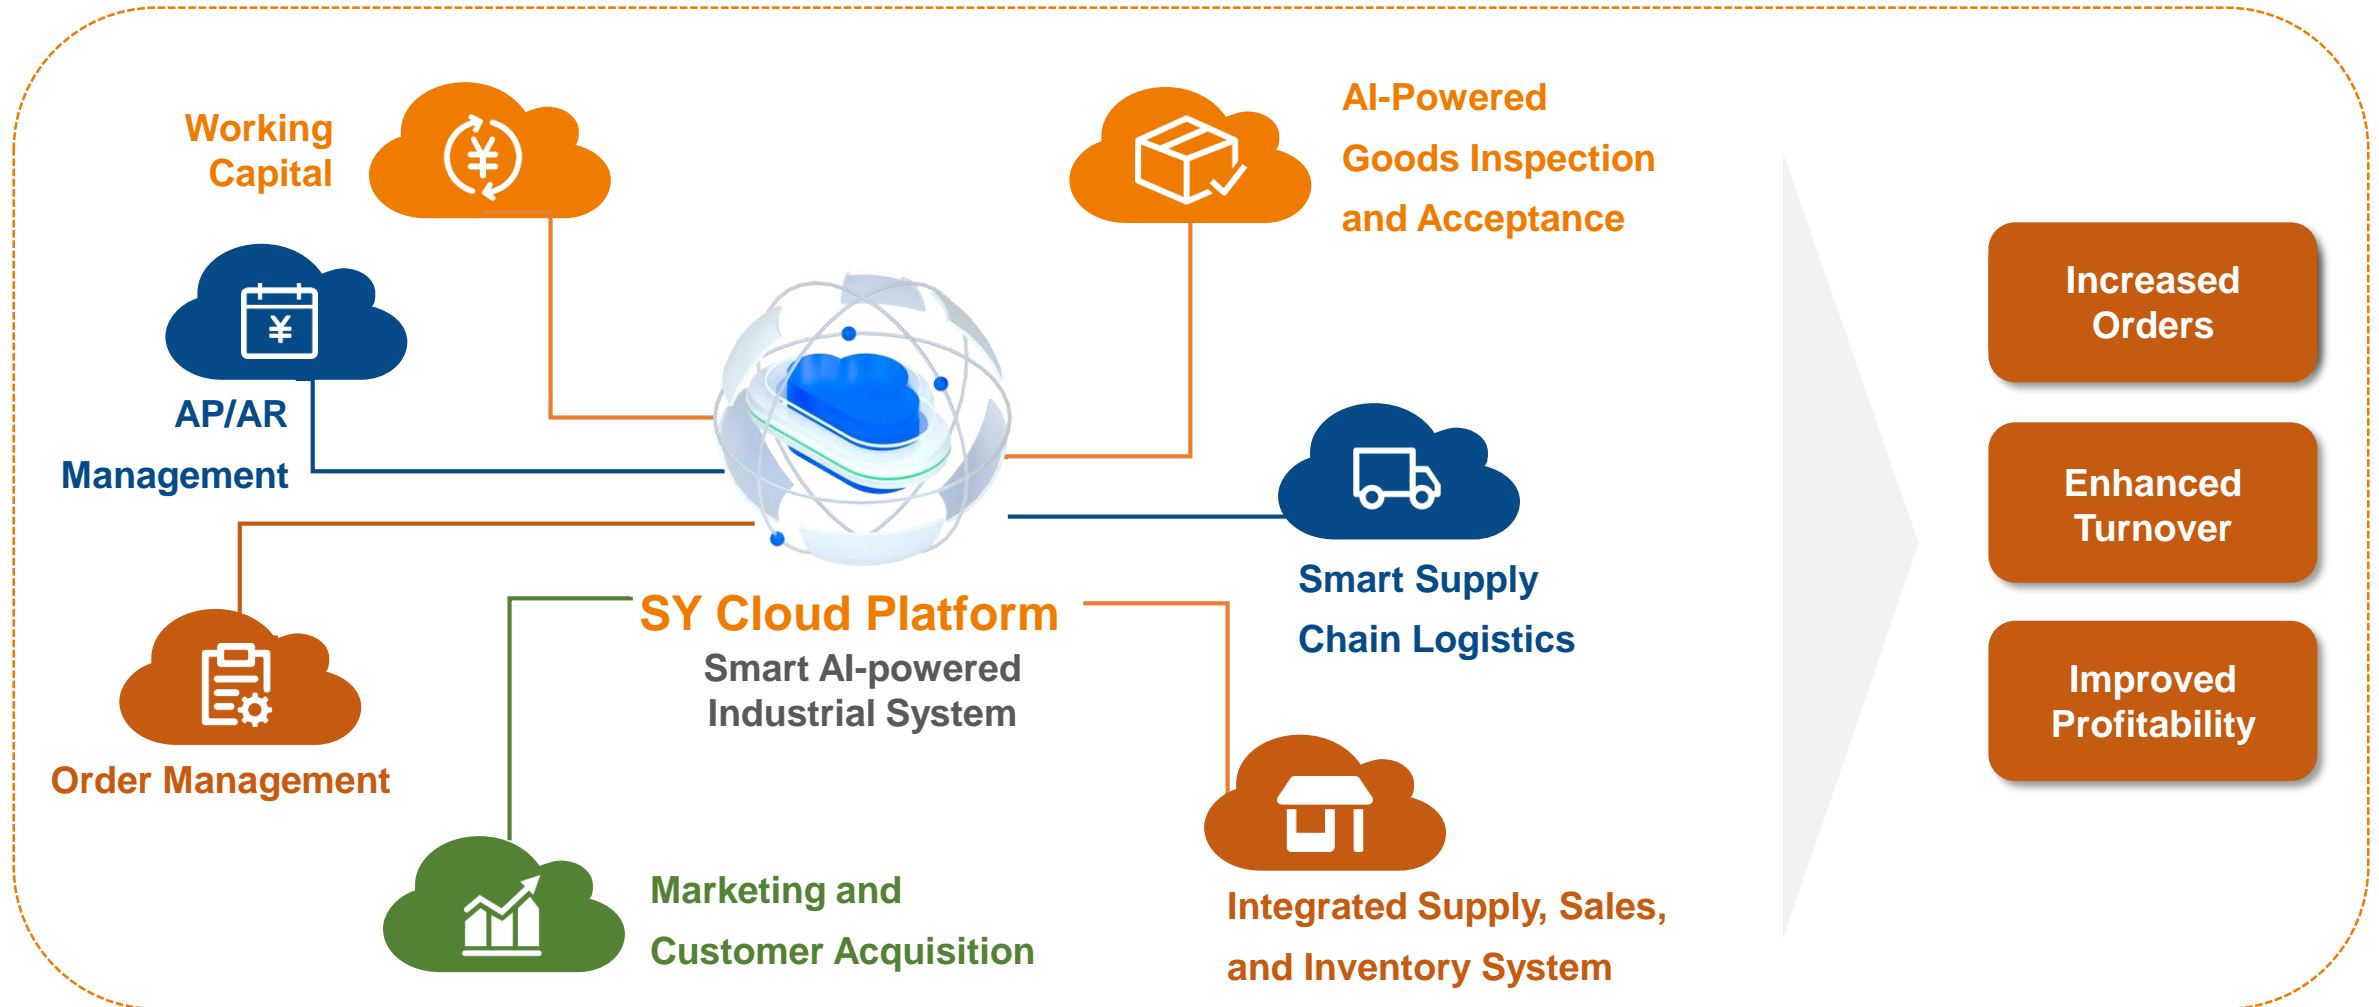 Working
Capital
AI-Powered
Goods Inspection
and Acceptance
AP/AR
Management
Smart Supply
Chain Logistics
SY Cloud Platform
Smart AI-powered
Industrial System
Order Management
Marketing and
Customer Acquisition
Integrated Supply, Sales,
and Inventory System
Increased
Orders
Enhanced
Turnover
Improved
Profitability
¥
¥